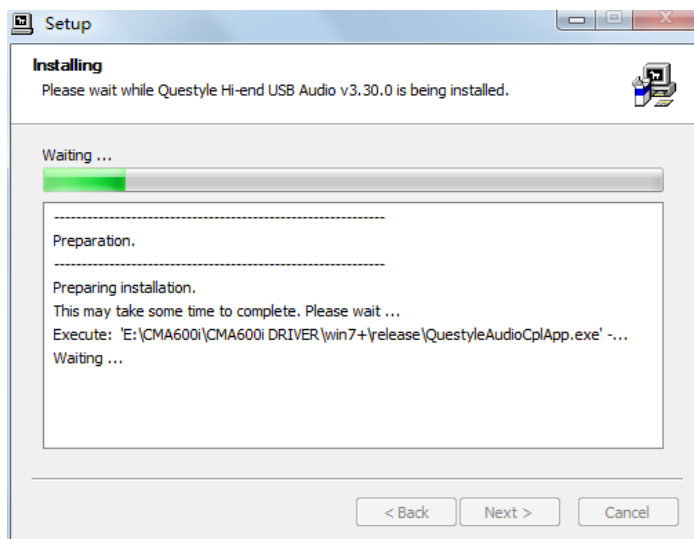 Setup
Installing
Please wait while Questyle Hi-end USB Audio v3.30.0 is being installed.
Waiting ...
------------------------------------------------------------
Preparation.
------------------------------------------------------------
Preparing installation.
This may take some time to complete. Please wait ...
Execute: 'E:\CMA600i\CMA600i DRIVER\win7+\release\QuestyleAudioCplApp.exe' -...
Waiting ...
< Back
Next >
Cancel